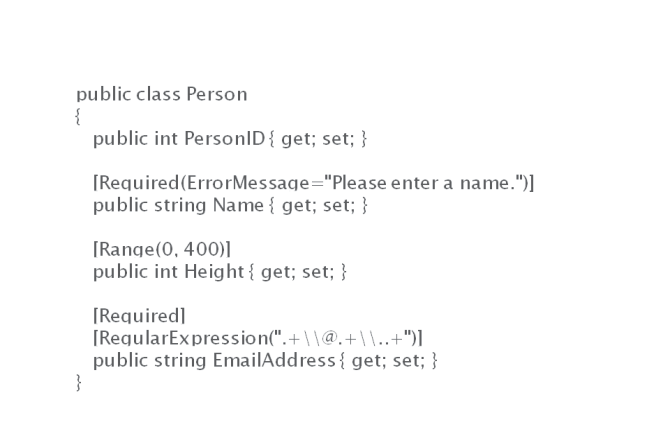 public class Person
{
public int PersonID { get; set; }
[Required(ErrorMessage="Please enter a name.")]
public string Name { get; set; }
[Range(0, 400)]
public int Height { get; set; }
[Required]
[RegularExpression(".+\\@.+\\..+")]
public string EmailAddress { get; set; }
}